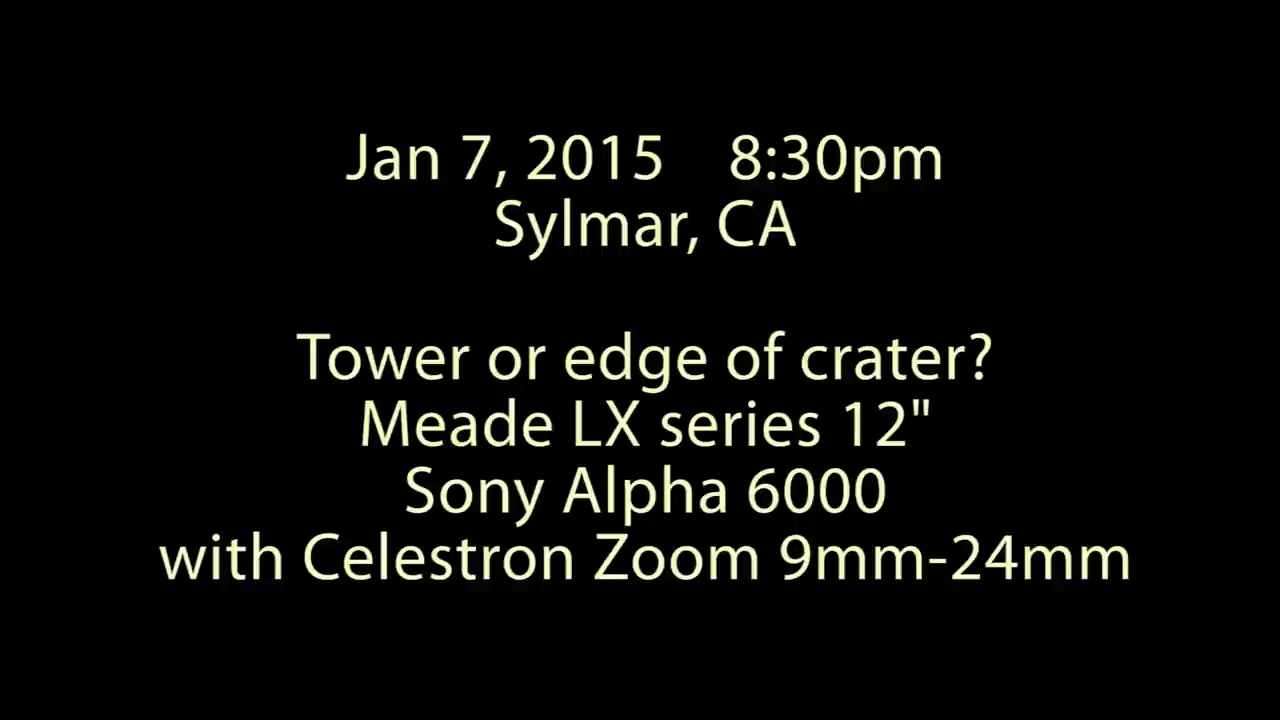 Jan 7, 2015    8:30pm
Sylmar, CA
Tower or edge of crater?
Meade LX series 12"
Sony Alpha 6000
with Celestron Zoom 9mm-24mm